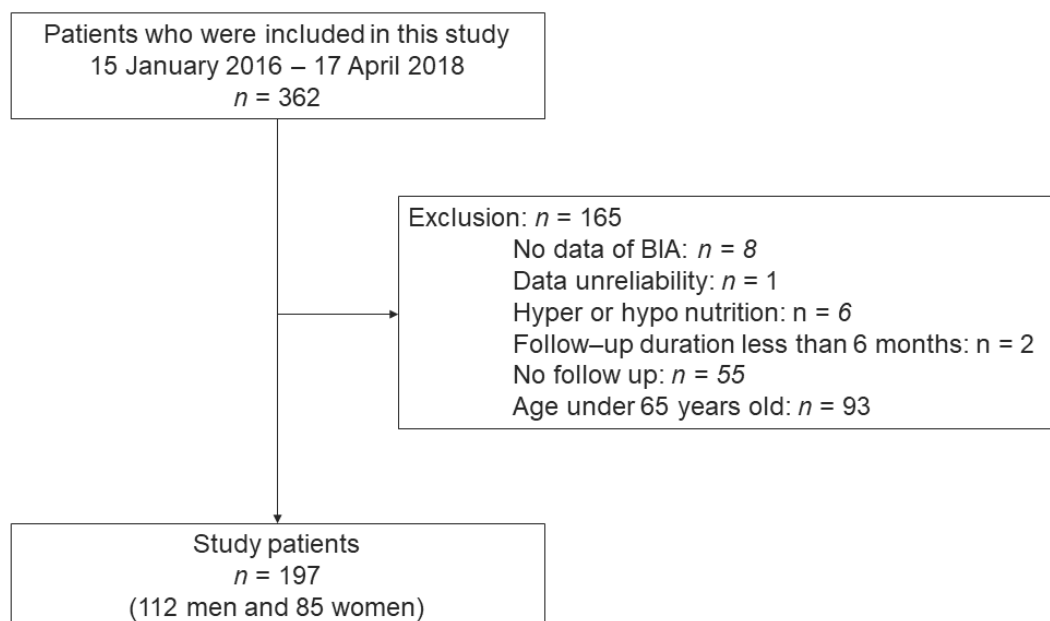 Patients who were included in this study
15 January 2016 – 17 April 2018
n = 362
Exclusion: n = 165
No data of BIA: n = 8
Data unreliability: n = 1
Hyper or hypo nutrition: n = 6
Follow–up duration less than 6 months: n = 2
No follow up: n = 55
Age under 65 years old: n = 93
Study patients
n = 197
(112 men and 85 women)